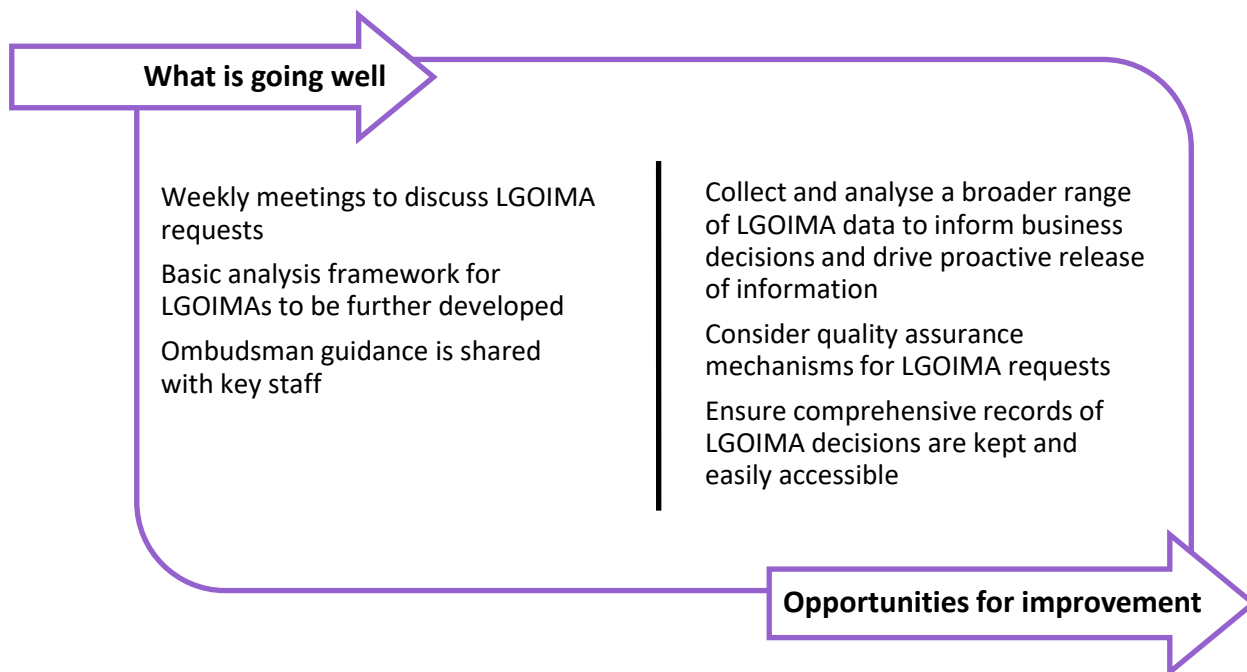 What is going well
Weekly meetings to discuss LGOIMA
requests
Basic analysis framework for
LGOIMAs to be further developed
Ombudsman guidance is shared
with key staff
Collect and analyse a broader range
of LGOIMA data to inform business
decisions and drive proactive release
of information
Consider quality assurance
mechanisms for LGOIMA requests
Ensure comprehensive records of
LGOIMA decisions are kept and
easily accessible
Opportunities for improvement